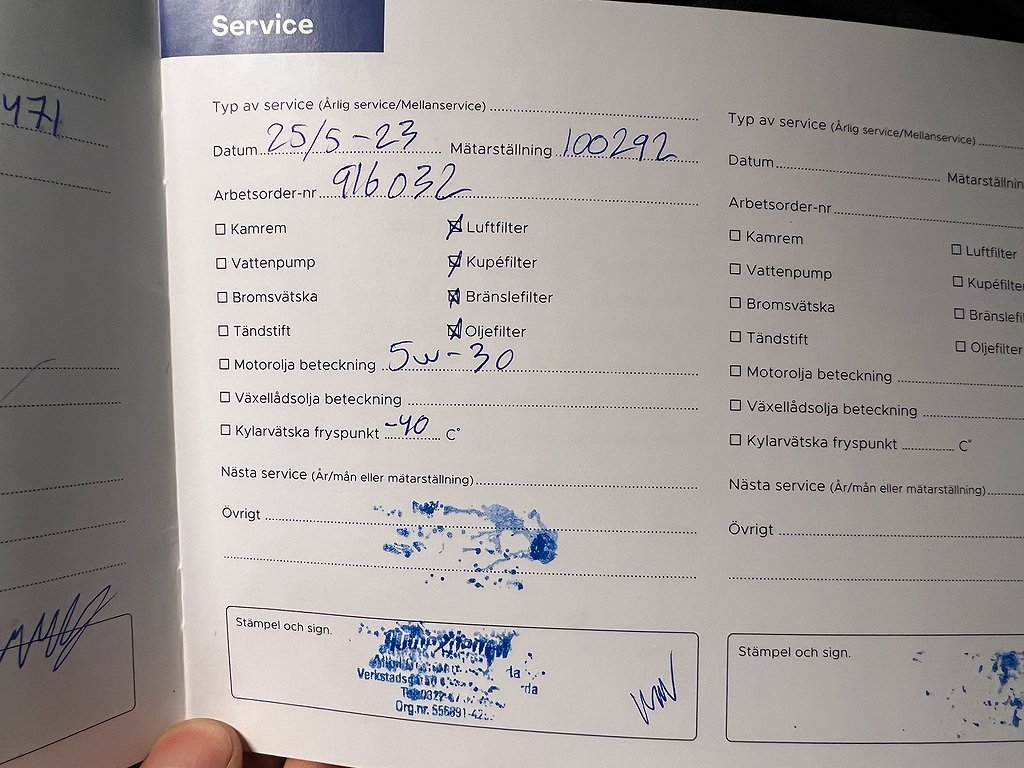 471
Service
Typ av service (Årlig service/Mellanservice)
Datum 25/5-23 Mätarställning 100292
Arbetsorder-nr 916032
Kamrem Luftfilter
Vattenpump Kupéfilter
Bromsvätska Bränslefilter
Tändstift Oljefilter
Motorolja beteckning 5w-30
Växellådsolja beteckning
Kylarvätska fryspunkt -40 C°
Nästa service (År/mån eller mätarställning)
Övrigt
Stämpel och sign.
Org.nr. 556891-42
Typ av service (Årlig service/Mellanservice)
Datum Mätarställnin
Arbetsorder-nr
Kamrem Luftfilter
Vattenpump Kupéfilter
Bromsvätska Bränslefil
Tändstift Oljefilter
Motorolja beteckning
Växellådsolja beteckning
Kylarvätska fryspunkt C°
Nästa service (År/mån eller mätarställning)
Övrigt
Stämpel och sign.